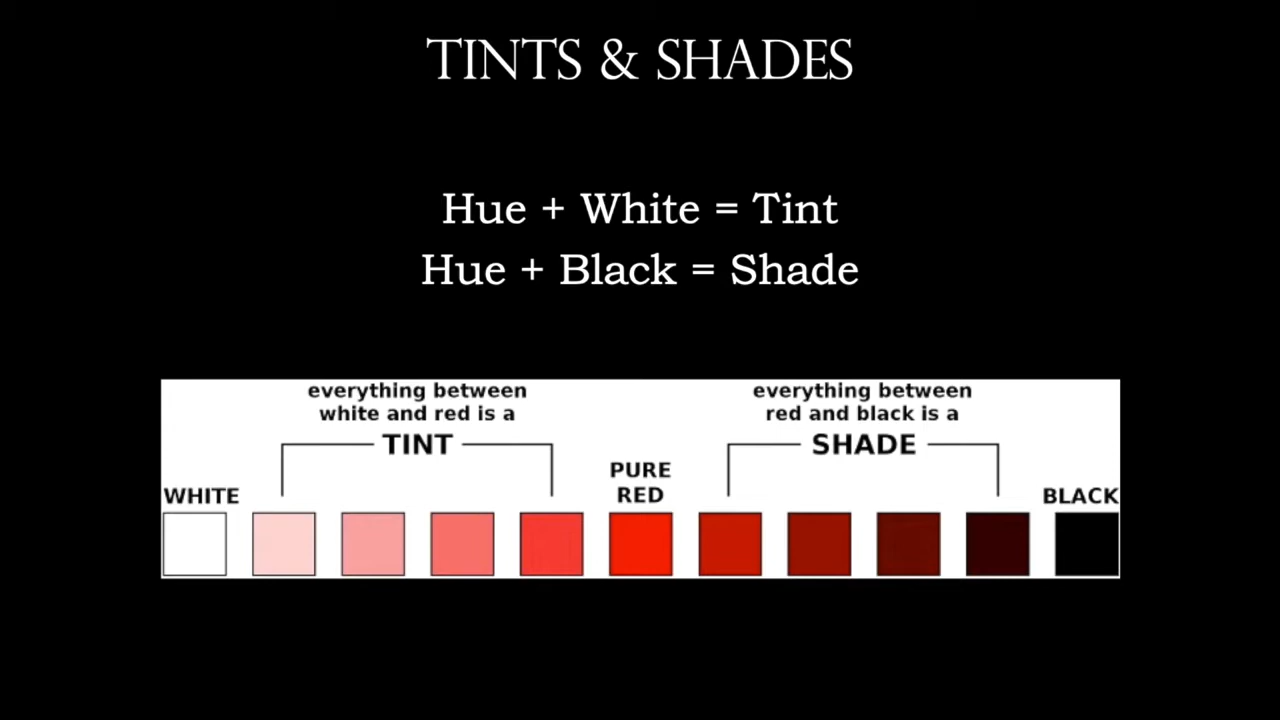 TINTS & SHADES
Hue + White = Tint
Hue + Black = Shade
everything between
white and red is a
TINT
everything between
red and black is a
SHADE
WHITE
PURE
RED
BLACK